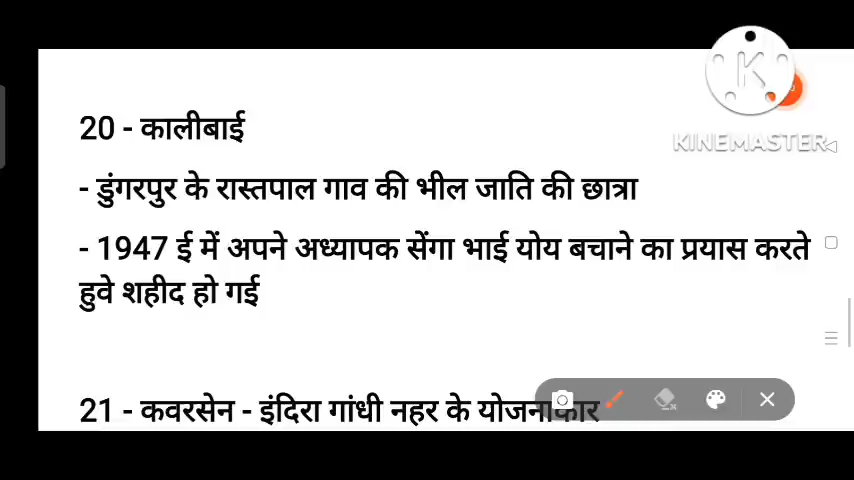 KINEMASTER
20 - कालीबाई
- डुंगरपुर के रास्तपाल गाव की भील जाति की छात्रा
- 1947 ई में अपने अध्यापक सेंगा भाई योय बचाने का प्रयास करते
हुवे शहीद हो गई
21 - कवरसेन - इंदिरा गांधी नहर के योजनाकार